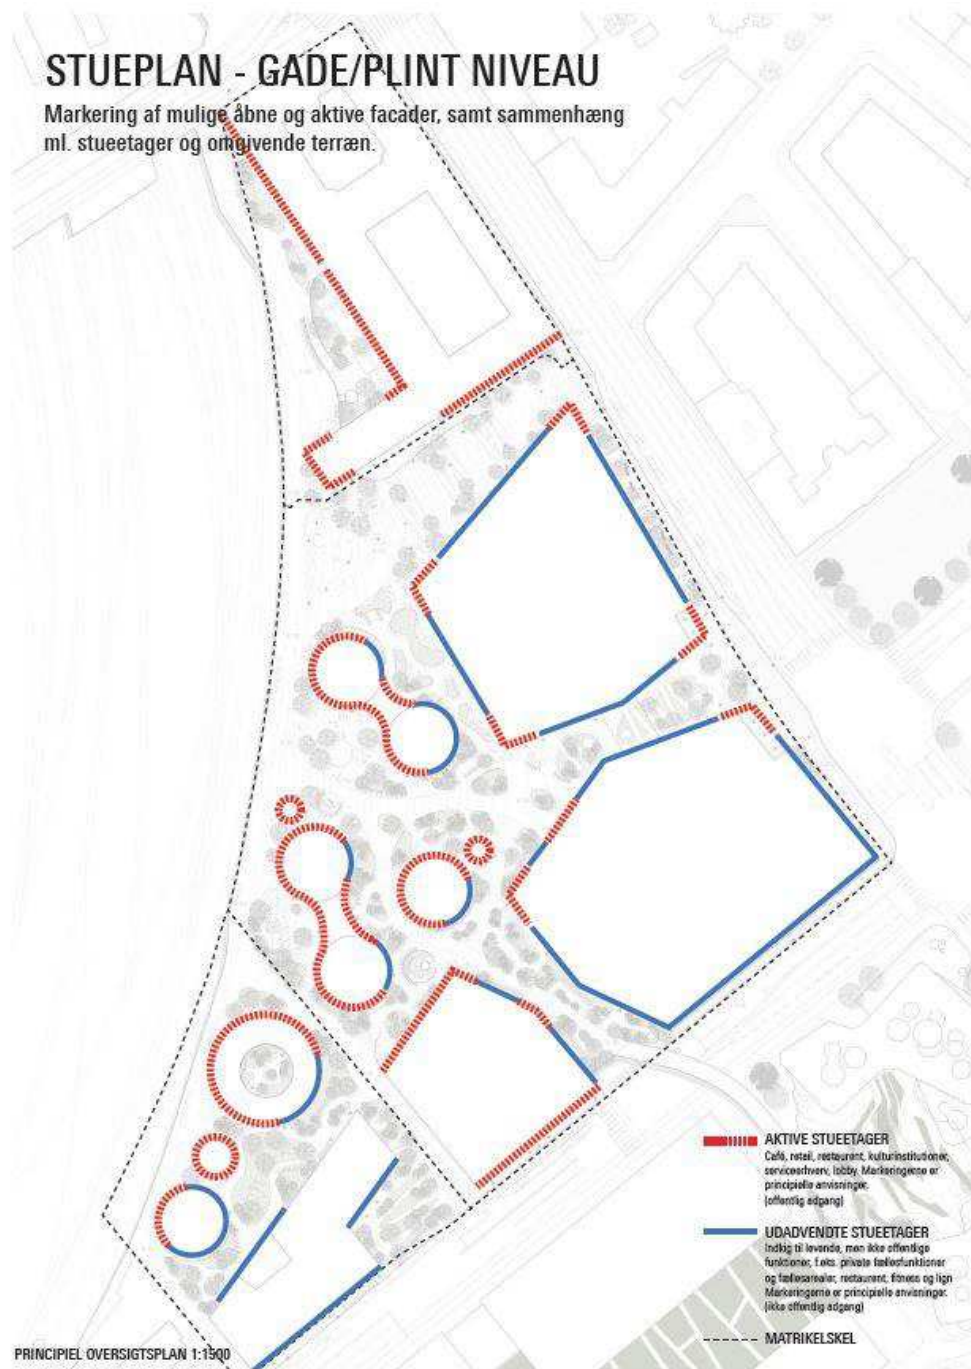 STUEPLAN - GADE/PLINT NIVEAU
Markering af mulige åbne og aktive facader, samt sammenhæng
ml. stueetager og omgivende terræn.
AKTIVE STUEETAGER
Café, retail, restaurent, kulturinstitutioner,
serviceerhverv, lobby. Markeringerne er
principielle anvisninger.
(offentlig adgang)
UDADVENDTE STUEETAGER
Indkig til levende, men ikke offentlige
funktioner, f.eks. private fællesfunktioner
og fællesarealer, restaurent, fitness og lign
Markeringerne er principielle anvisninger.
(ikke offentlig adgang)
MATRIKELSKEL
PRINCIPIEL OVERSIGTSPLAN 1:1500